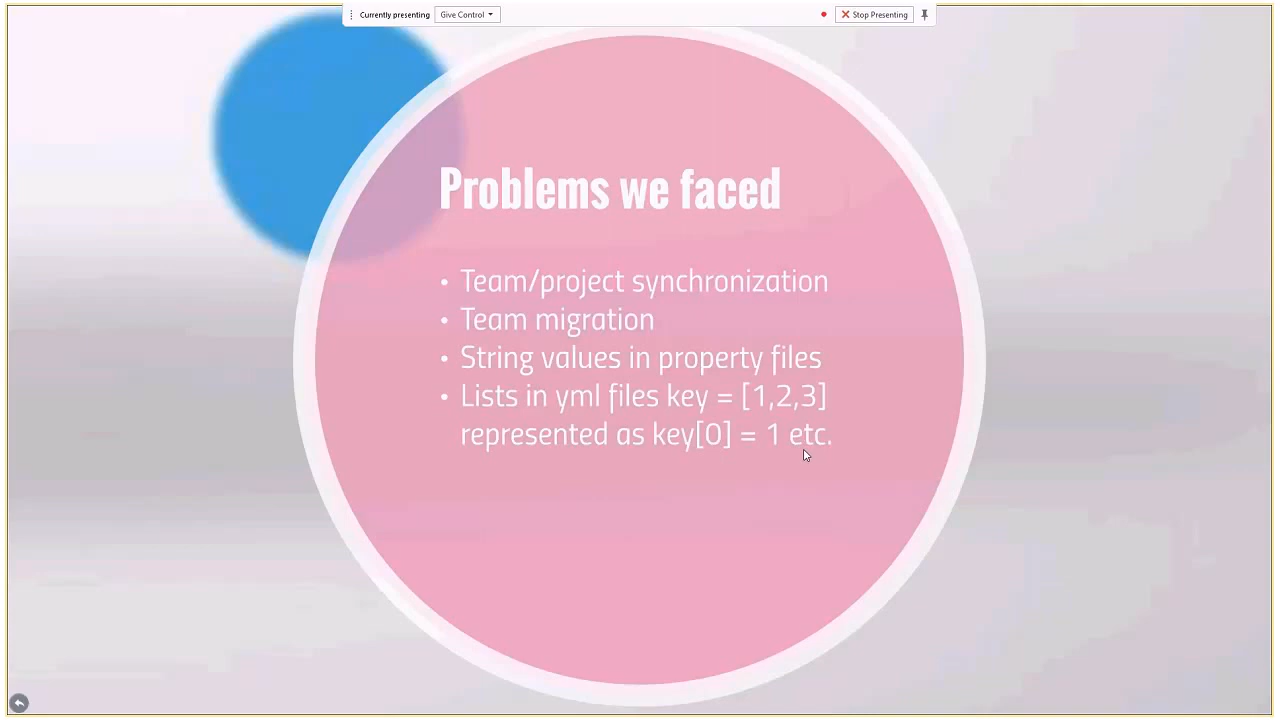 Currently presenting Give Control Stop Presenting
Problems we faced
• Team/project synchronization
• Team migration
• String values in property files
• Lists in yml files key = [1,2,3]
represented as key[0] = 1 etc.